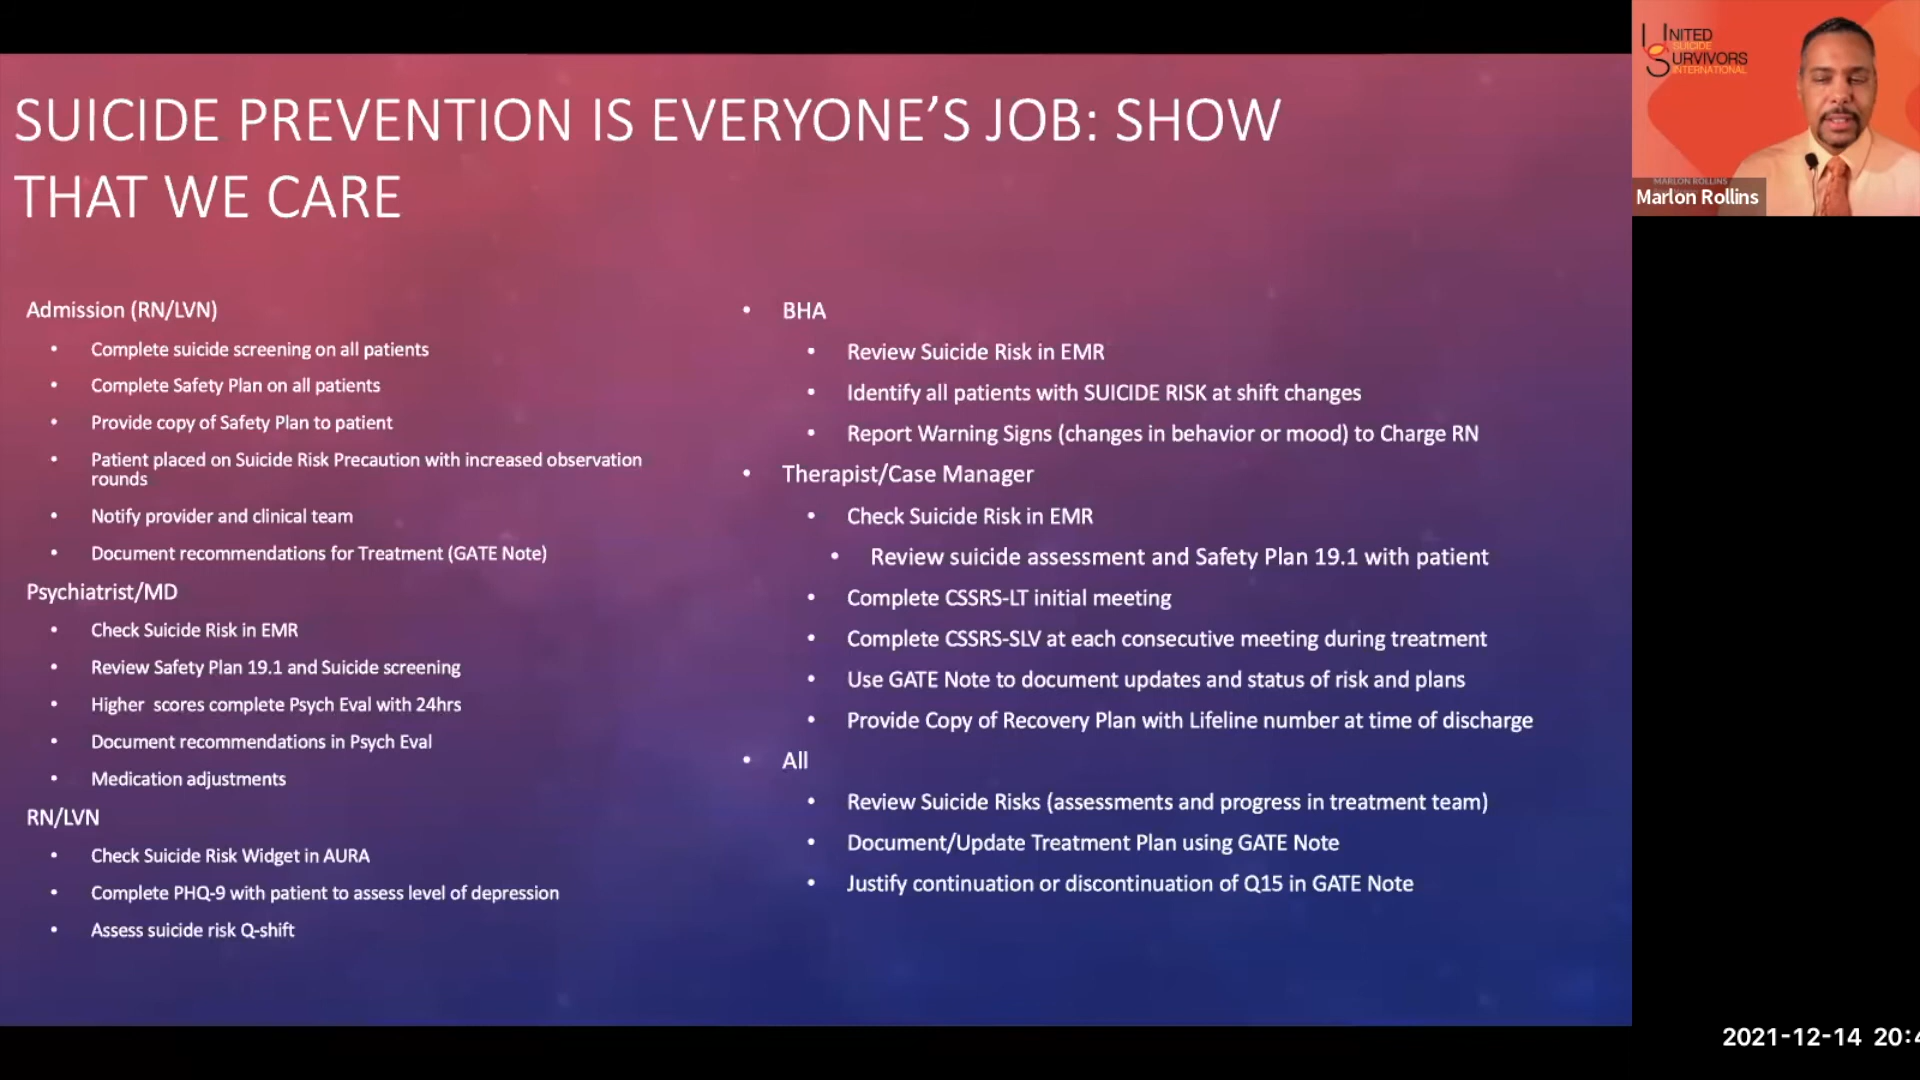 SUICIDE PREVENTION IS EVERYONE’S JOB: SHOW
THAT WE CARE
Admission (RN/LVN)
• Complete suicide screening on all patients
• Complete Safety Plan on all patients
• Provide copy of Safety Plan to patient
• Patient placed on Suicide Risk Precaution with increased observation
rounds
• Notify provider and clinical team
• Document recommendations for Treatment (GATE Note)
Psychiatrist/MD
• Check Suicide Risk in EMR
• Review Safety Plan 19.1 and Suicide screening
• Higher  scores complete Psych Eval with 24hrs
• Document recommendations in Psych Eval
• Medication adjustments
RN/LVN
• Check Suicide Risk Widget in AURA
• Complete PHQ-9 with patient to assess level of depression
• Assess suicide risk Q-shift
• BHA
• Review Suicide Risk in EMR
• Identify all patients with SUICIDE RISK at shift changes
• Report Warning Signs (changes in behavior or mood) to Charge RN
• Therapist/Case Manager
• Check Suicide Risk in EMR
• Review suicide assessment and Safety Plan 19.1 with patient
• Complete CSSRS-LT initial meeting
• Complete CSSRS-SLV at each consecutive meeting during treatment
• Use GATE Note to document updates and status of risk and plans
• Provide Copy of Recovery Plan with Lifeline number at time of discharge
• All
• Review Suicide Risks (assessments and progress in treatment team)
• Document/Update Treatment Plan using GATE Note
• Justify continuation or discontinuation of Q15 in GATE Note
UNITED
SUICIDE
SURVIVORS
INTERNATIONAL
MARLON ROLLINS
Marlon Rollins
2021-12-14 20:4